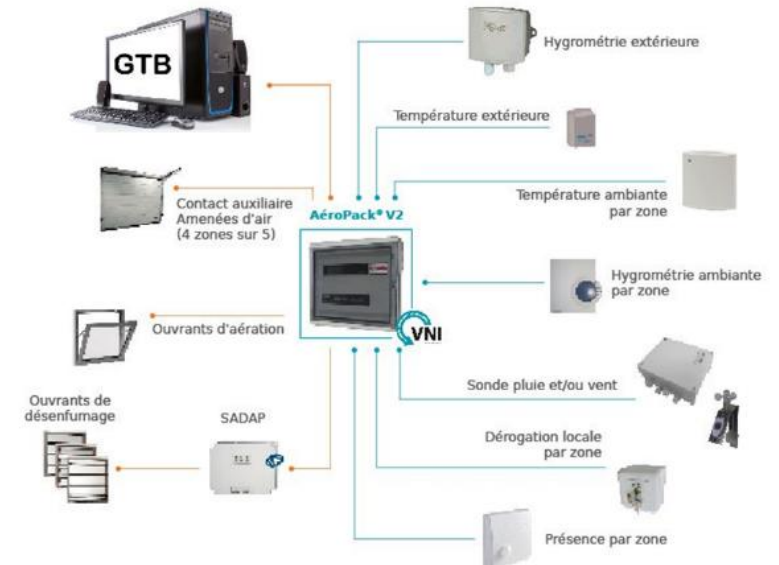 GTB
Hygrométrie extérieure
Température extérieure
Température ambiante
par zone
Contact auxiliaire
Amenées d'air
(4 zones sur 5)
AéroPack® V2
Hygrométrie ambiante
par zone
VNI
Ouvrants d'aération
Sonde pluie et/ou vent
Ouvrants de
désenfumage
SADAP
Dérogation locale
par zone
Présence par zone